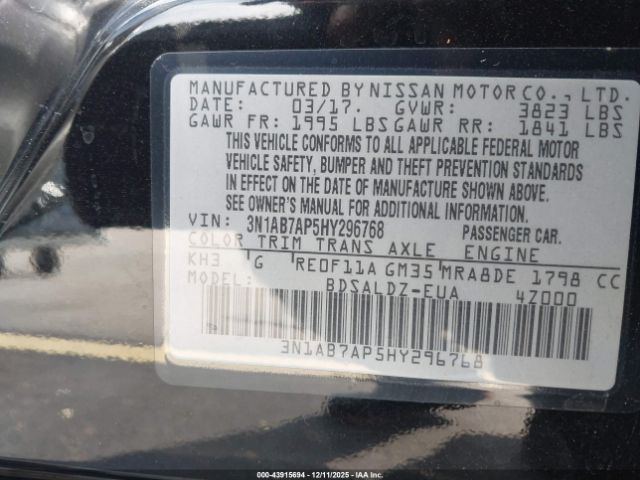 MANUFACTURED BY NISSAN MOTOR CO., LTD.
DATE: 03/17. GVWR: 3823 LBS
GAWR FR: 1995 LBS GAWR RR: 1841 LBS
THIS VEHICLE CONFORMS TO ALL APPLICABLE FEDERAL MOTOR
VEHICLE SAFETY, BUMPER AND THEFT PREVENTION STANDARDS
IN EFFECT ON THE DATE OF MANUFACTURE SHOWN ABOVE.
SEE OWNER'S MANUAL FOR ADDITIONAL INFORMATION.
VIN: 3N1AB7AP5HY296768 PASSENGER CAR.
COLOR TRIM TRANS AXLE ENGINE
KH3 G RE0F11A GM35 MRA8DE 1798 CC
MODEL: BDSALDZ-EUA 4Z000
3N1AB7AP5HY296768
000-43915694 - 12/11/2025 - IAA, LLC.